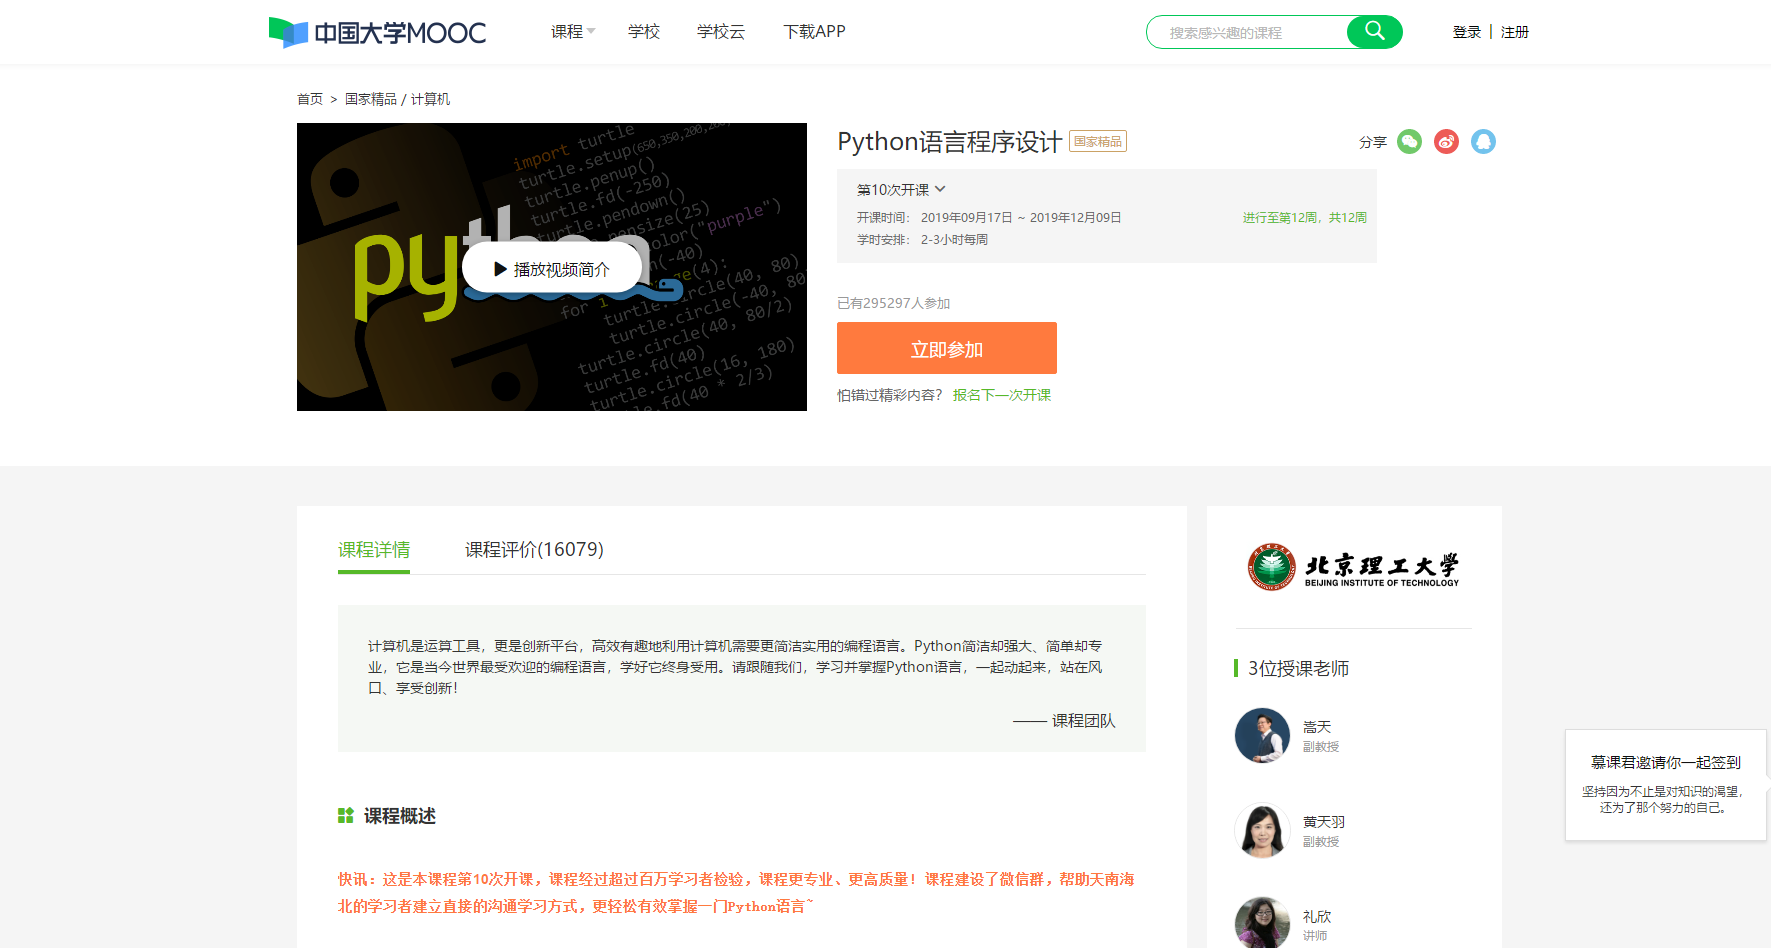 中国大学MOOC
课程
学校
学校云
下载APP
搜索感兴趣的课程
登录
注册
首页 > 国家精品 / 计算机
import turtle
turtle.setup(650,350,200,200
turtle.penup()
turtle.fd(-250)
turtle.pendown()
pensize(25)
olor("purple")
python
(-40)
ge(4):
for i
turtle.circle(40, 80)
turtle.circle(-40, 80
turtle.circle(40, 80/2)
turtle.fd(40)
turtle.circle(16, 180)
turtle.fd(40 * 2/3)
播放视频简介
Python语言程序设计
国家精品
分享
第10次开课
开课时间： 2019年09月17日 ~ 2019年12月09日
进行至第12周，共12周
学时安排： 2-3小时每周
已有295297人参加
立即参加
怕错过精彩内容？ 报名下一次开课
课程详情
课程评价(16079)
计算机是运算工具，更是创新平台，高效有趣地利用计算机需要更简洁实用的编程语言。Python简洁却强大、简单却专
业，它是当今世界最受欢迎的编程语言，学好它终身受用。请跟随我们，学习并掌握Python语言，一起动起来，站在风
口、享受创新！
—— 课程团队
课程概述
快讯：这是本课程第10次开课，课程经过超过百万学习者检验，课程更专业、更高质量！课程建设了微信群，帮助天南海
北的学习者建立直接的沟通学习方式，更轻松有效掌握一门Python语言~
北京理工大学
BEIJING INSTITUTE OF TECHNOLOGY
3位授课老师
嵩天
副教授
黄天羽
副教授
礼欣
讲师
慕课君邀请你一起签到
坚持因为不止是对知识的渴望，
还为了那个努力的自己。